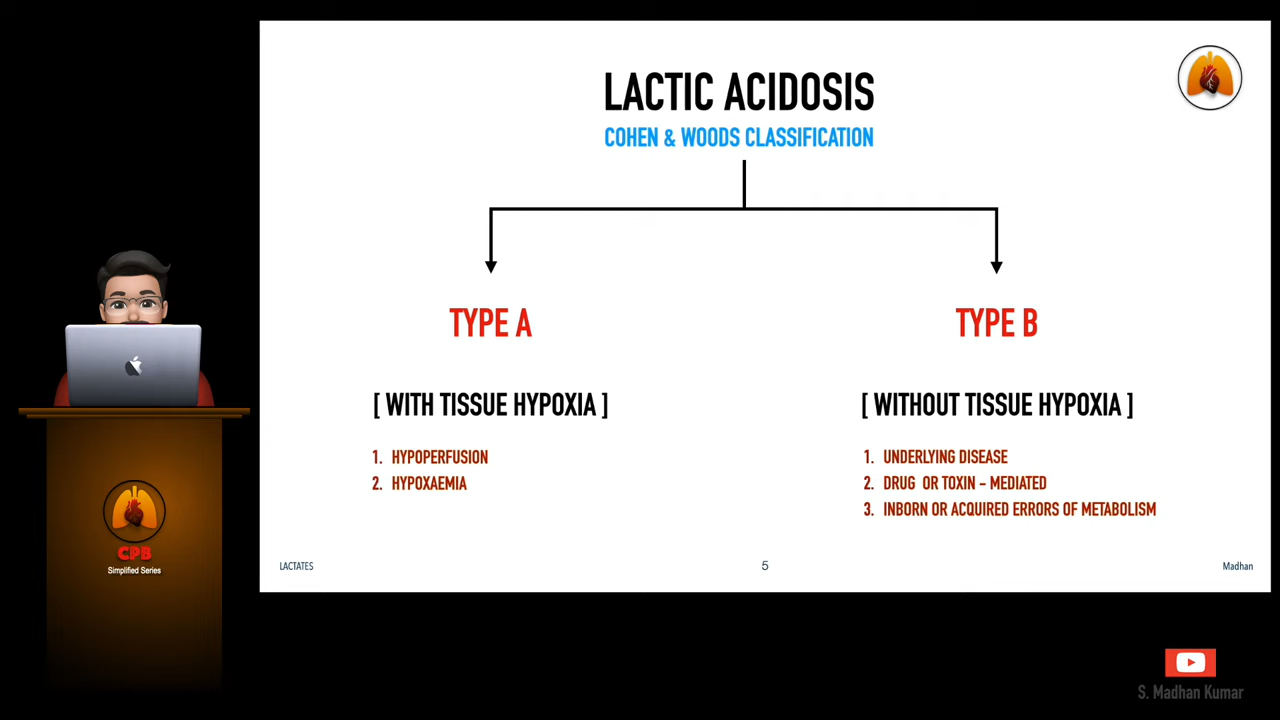 LACTIC ACIDOSIS
COHEN & WOODS CLASSIFICATION
TYPE A
[ WITH TISSUE HYPOXIA ]
1. HYPOPERFUSION
2. HYPOXAEMIA
TYPE B
[ WITHOUT TISSUE HYPOXIA ]
1. UNDERLYING DISEASE
2. DRUG OR TOXIN - MEDIATED
3. INBORN OR ACQUIRED ERRORS OF METABOLISM
LACTATES
5
Madhan
CPB
Simplified Series
S. Madhan Kumar